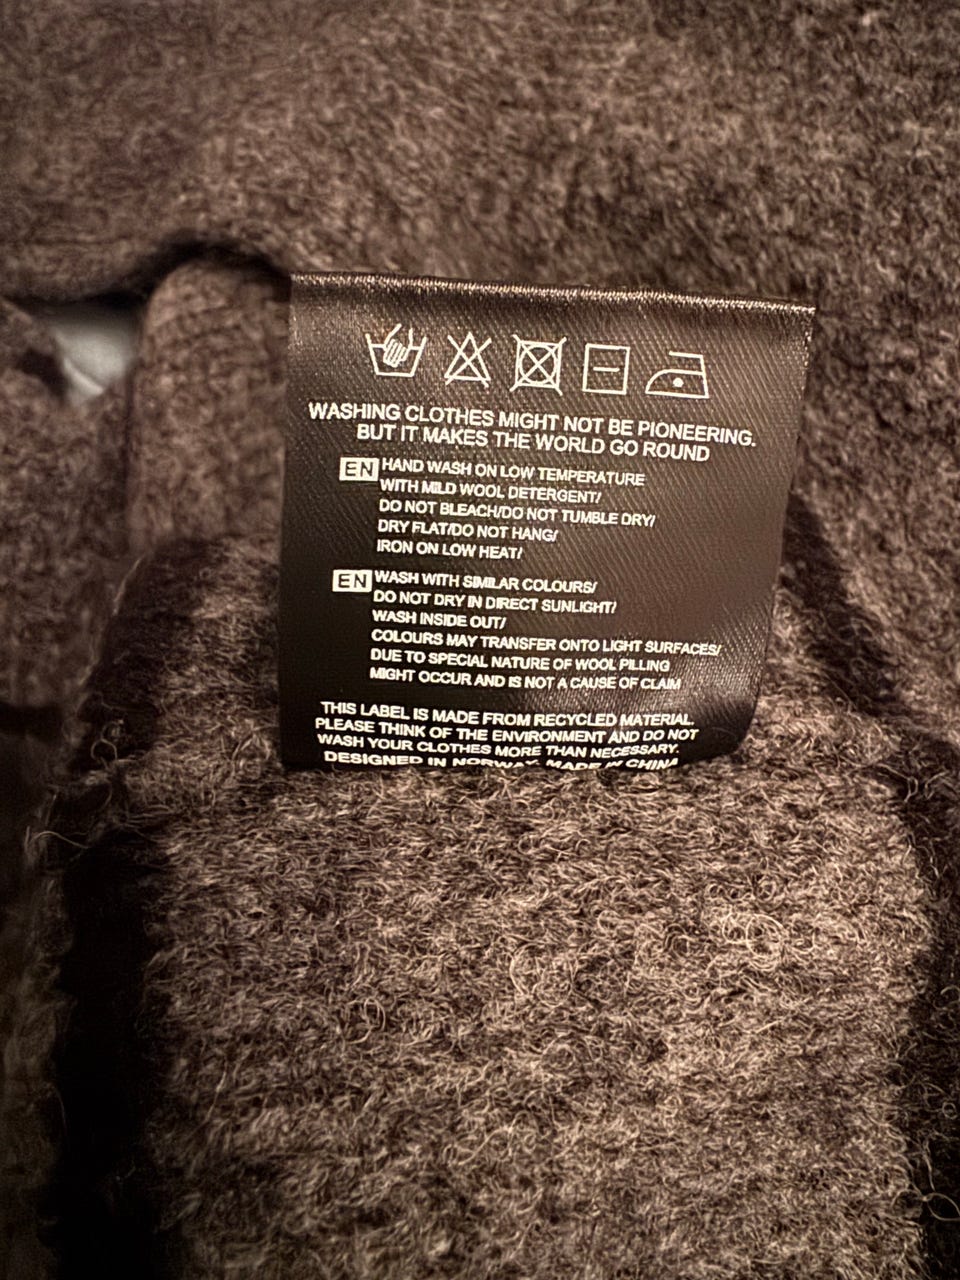 WASHING CLOTHES MIGHT NOT BE PIONEERING.
BUT IT MAKES THE WORLD GO ROUND
EN HAND WASH ON LOW TEMPERATURE
WITH MILD WOOL DETERGENT/
DO NOT BLEACH/DO NOT TUMBLE DRY/
DRY FLAT/DO NOT HANG/
IRON ON LOW HEAT/
EN WASH WITH SIMILAR COLOURS/
DO NOT DRY IN DIRECT SUNLIGHT/
WASH INSIDE OUT/
COLOURS MAY TRANSFER ONTO LIGHT SURFACES/
DUE TO SPECIAL NATURE OF WOOL PILLING
MIGHT OCCUR AND IS NOT A CAUSE OF CLAIM
THIS LABEL IS MADE FROM RECYCLED MATERIAL.
PLEASE THINK OF THE ENVIRONMENT AND DO NOT
WASH YOUR CLOTHES MORE THAN NECESSARY.
DESIGNED IN NORWAY. MADE IN CHINA